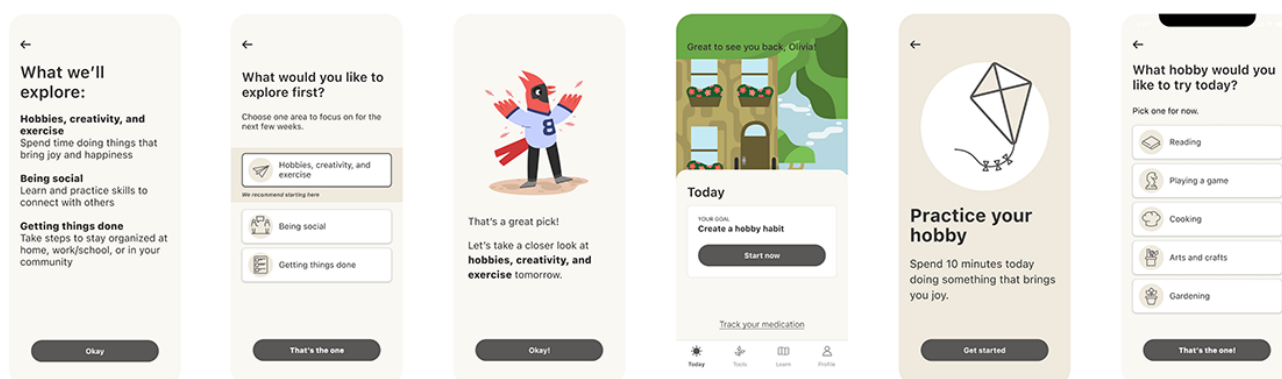 What we'll
explore:
Hobbies, creativity, and
exercise
Spend time doing things that
bring joy and happiness
Being social
Learn and practice skills to
connect with others
Getting things done
Take steps to stay organized at
home, work/school, or in your
community
Okay
What would you like to
explore first?
Choose one area to focus on for the
next few weeks.
Hobbies, creativity, and
exercise
We recommend starting here
Being social
Getting things done
That's the one
8
That's a great pick!
Let's take a closer look at
hobbies, creativity, and
exercise tomorrow.
Okay!
Great to see you back, Olivia!
Today
YOUR GOAL
Create a hobby habit
Start now
Track your medication
Today
Tools
Learn
Profile
Practice your
hobby
Spend 10 minutes today
doing something that brings
you joy.
Get started
What hobby would you
like to try today?
Pick one for now.
Reading
Playing a game
Cooking
Arts and crafts
Gardening
That's the one!